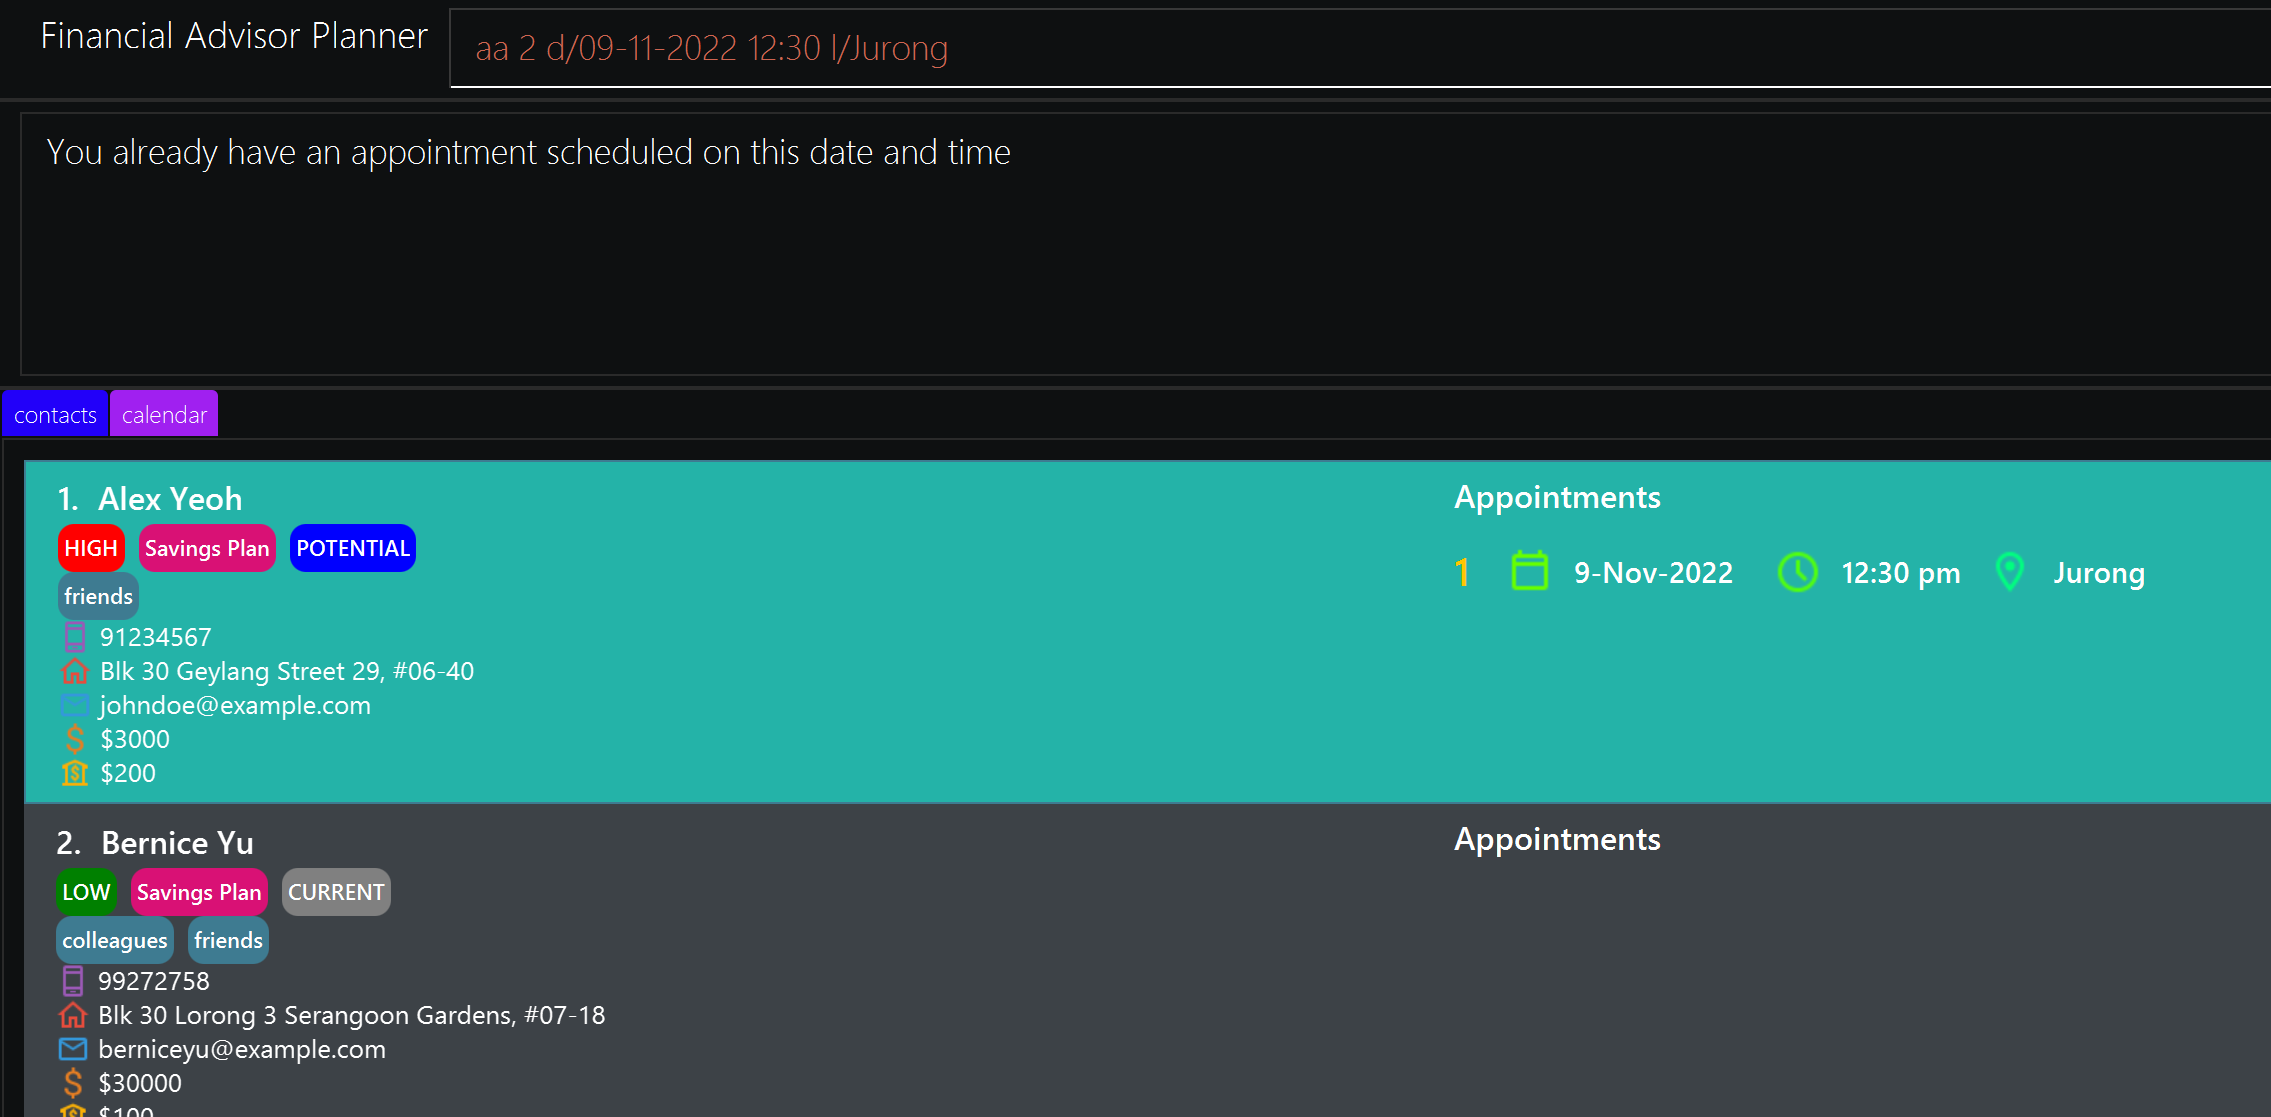 Financial Advisor Planner
aa 2 d/09-11-2022 12:30 l/Jurong
You already have an appointment scheduled on this date and time
contacts calendar
1. Alex Yeoh
HIGH Savings Plan POTENTIAL
friends
91234567
Blk 30 Geylang Street 29, #06-40
johndoe@example.com
$3000
$200
Appointments
1 9-Nov-2022 12:30 pm Jurong
2. Bernice Yu
LOW Savings Plan CURRENT
colleagues friends
99272758
Blk 30 Lorong 3 Serangoon Gardens, #07-18
berniceyu@example.com
$30000
$100
Appointments